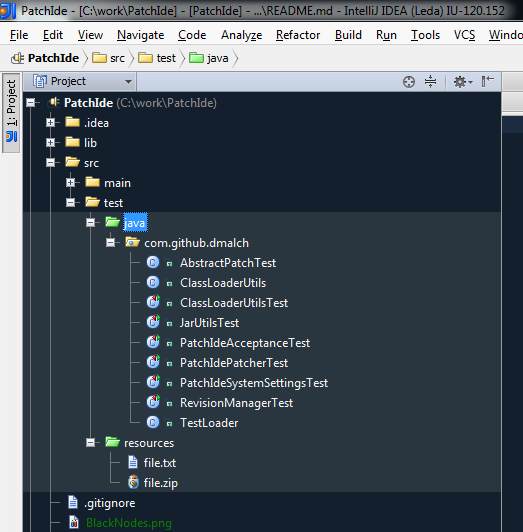 PatchIde - [C:\work\PatchIde] - [PatchIde] - ...\README.md - IntelliJ IDEA (Leda) IU-120.152
File Edit View Navigate Code Analyze Refactor Build Run Tools VCS Windo
PatchIde src test java
1: Project
Project
PatchIde (C:\work\PatchIde)
.idea
lib
src
main
test
java
com.github.dmalch
AbstractPatchTest
ClassLoaderUtils
ClassLoaderUtilsTest
JarUtilsTest
PatchIdeAcceptanceTest
PatchIdePatcherTest
PatchIdeSystemSettingsTest
RevisionManagerTest
TestLoader
resources
file.txt
file.zip
.gitignore
BlackNodes.png